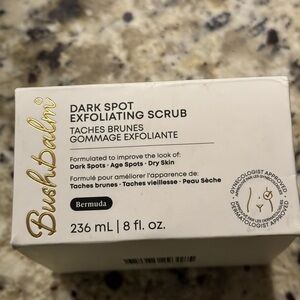 Bushbalm®
DARK SPOT
EXFOLIATING SCRUB
TACHES BRUNES
GOMMAGE EXFOLIANTE
Formulated to improve the look of:
Dark Spots · Age Spots · Dry Skin
Formulé pour améliorer l'apparence de:
Taches brunes · Taches vieillesse · Peau Sèche
Bermuda
236 mL | 8 fl. oz.
GYNECOLOGIST APPROVED
DERMATOLOGIST APPROVED